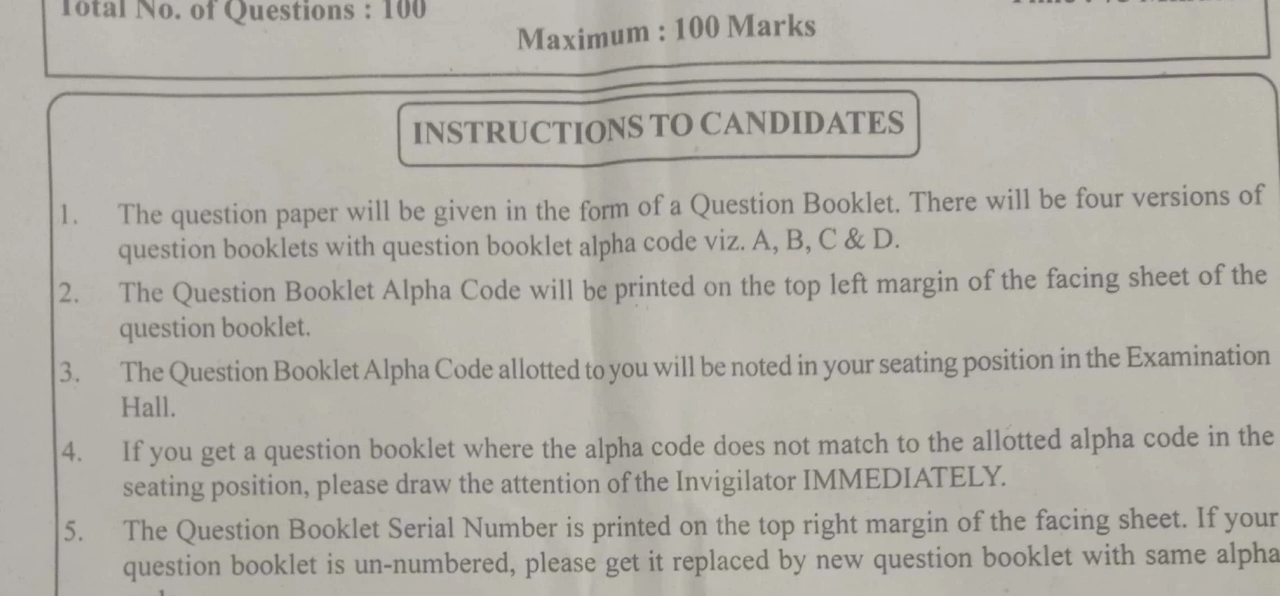 Total No. of Questions : 100
Maximum : 100 Marks
INSTRUCTIONS TO CANDIDATES
1. The question paper will be given in the form of a Question Booklet. There will be four versions of
question booklets with question booklet alpha code viz. A, B, C & D.
2. The Question Booklet Alpha Code will be printed on the top left margin of the facing sheet of the
question booklet.
3. The Question Booklet Alpha Code allotted to you will be noted in your seating position in the Examination
Hall.
4. If you get a question booklet where the alpha code does not match to the allotted alpha code in the
seating position, please draw the attention of the Invigilator IMMEDIATELY.
5. The Question Booklet Serial Number is printed on the top right margin of the facing sheet. If your
question booklet is un-numbered, please get it replaced by new question booklet with same alpha